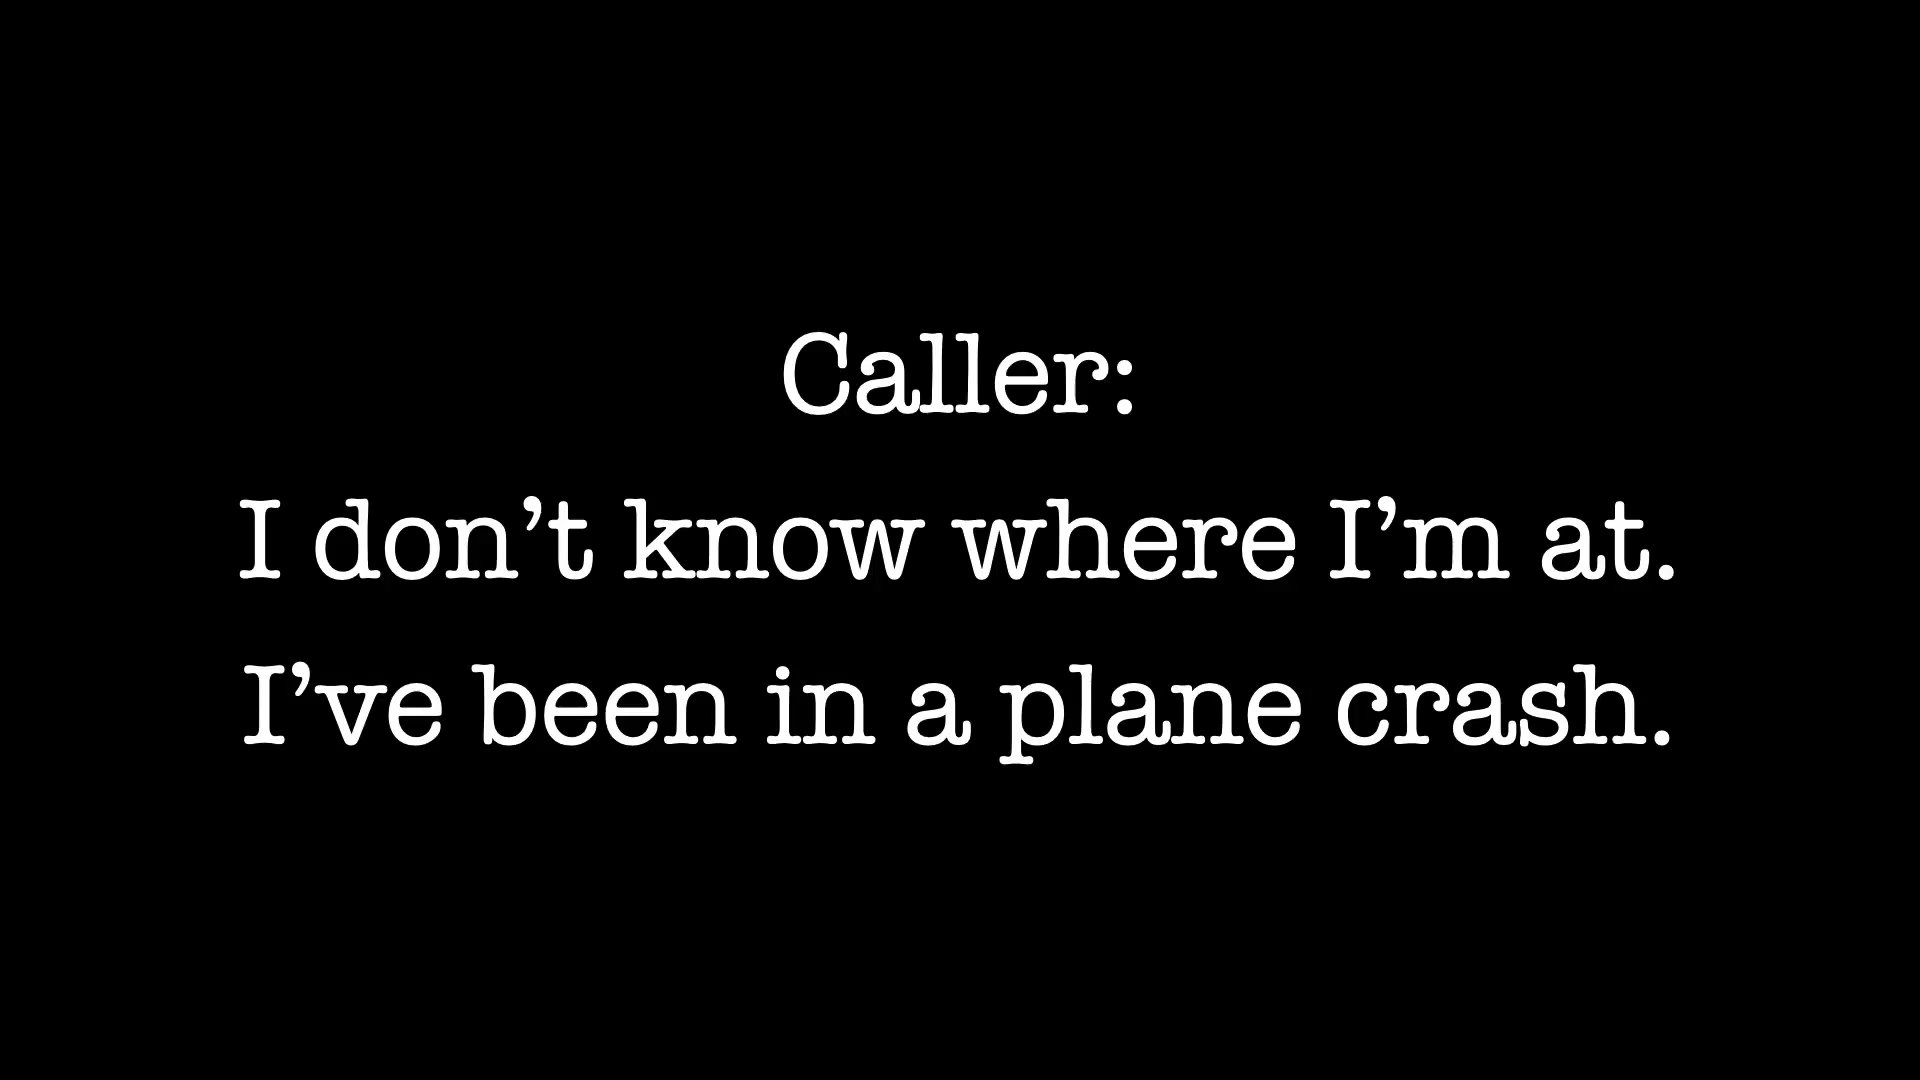 Caller:
I don’t know where I’m at.
I’ve been in a plane crash.